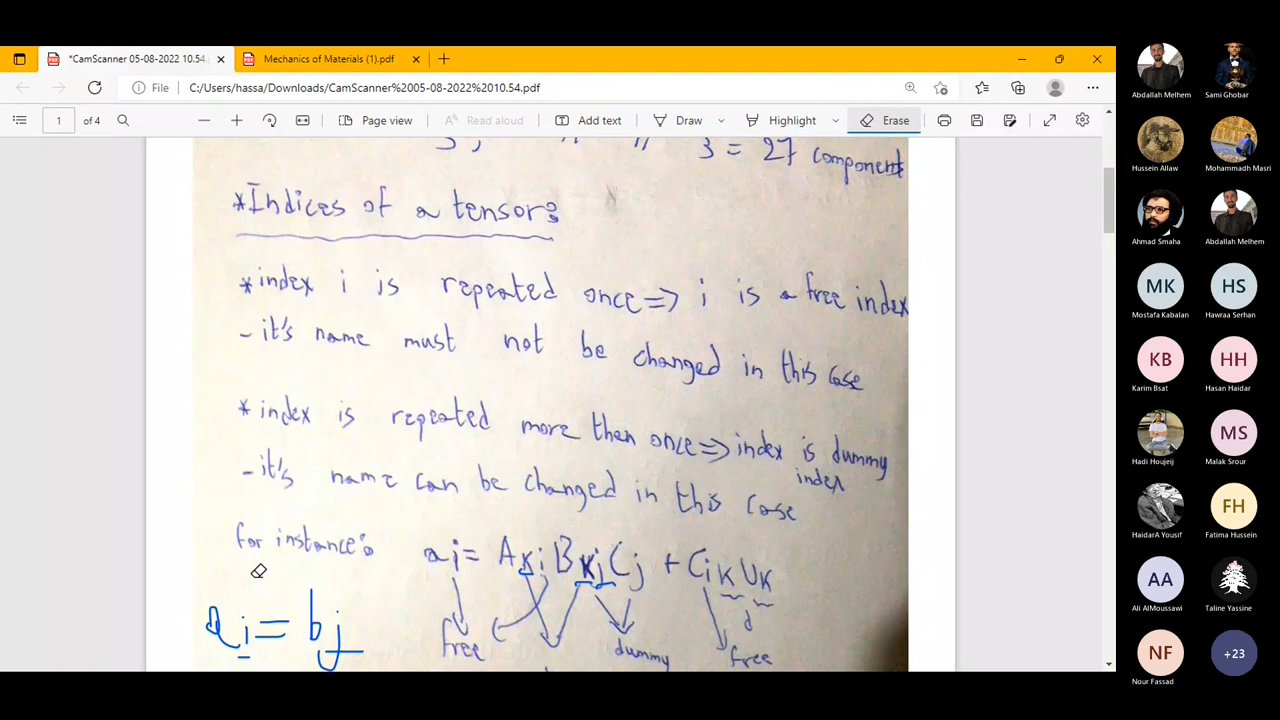 *CamScanner 05-08-2022 10.54.
Mechanics of Materials (1).pdf
File
C:/Users/hassa/Downloads/CamScanner%2005-08-2022%2010.54.pdf
1 of 4
Page view
Read aloud
Add text
Draw
Highlight
Erase
3, " " 3 = 27 component
*Indices of a tensor:
*index i is repeated once => i is a free index
- it's name must not be changed in this case
* index is repeated more then once => index is dummy
index
- it's name can be changed in this case
for instance: ai = AKi BKj Cj + CiK UK
ai = bj
free
dummy
d
free
Abdallah Melhem
Sami Ghobar
Hussein Allaw
Mohammadh Masri
Ahmad Smaha
Abdallah Melhem
MK
HS
Mostafa Kabalan
Hawraa Serhan
KB
HH
Karim Bsat
Hasan Haidar
MS
Hadi Houjeij
Malak Srour
FH
HaidarA Yousif
Fatima Hussein
AA
Ali AlMoussawi
Taline Yassine
NF
+23
Nour Fassad